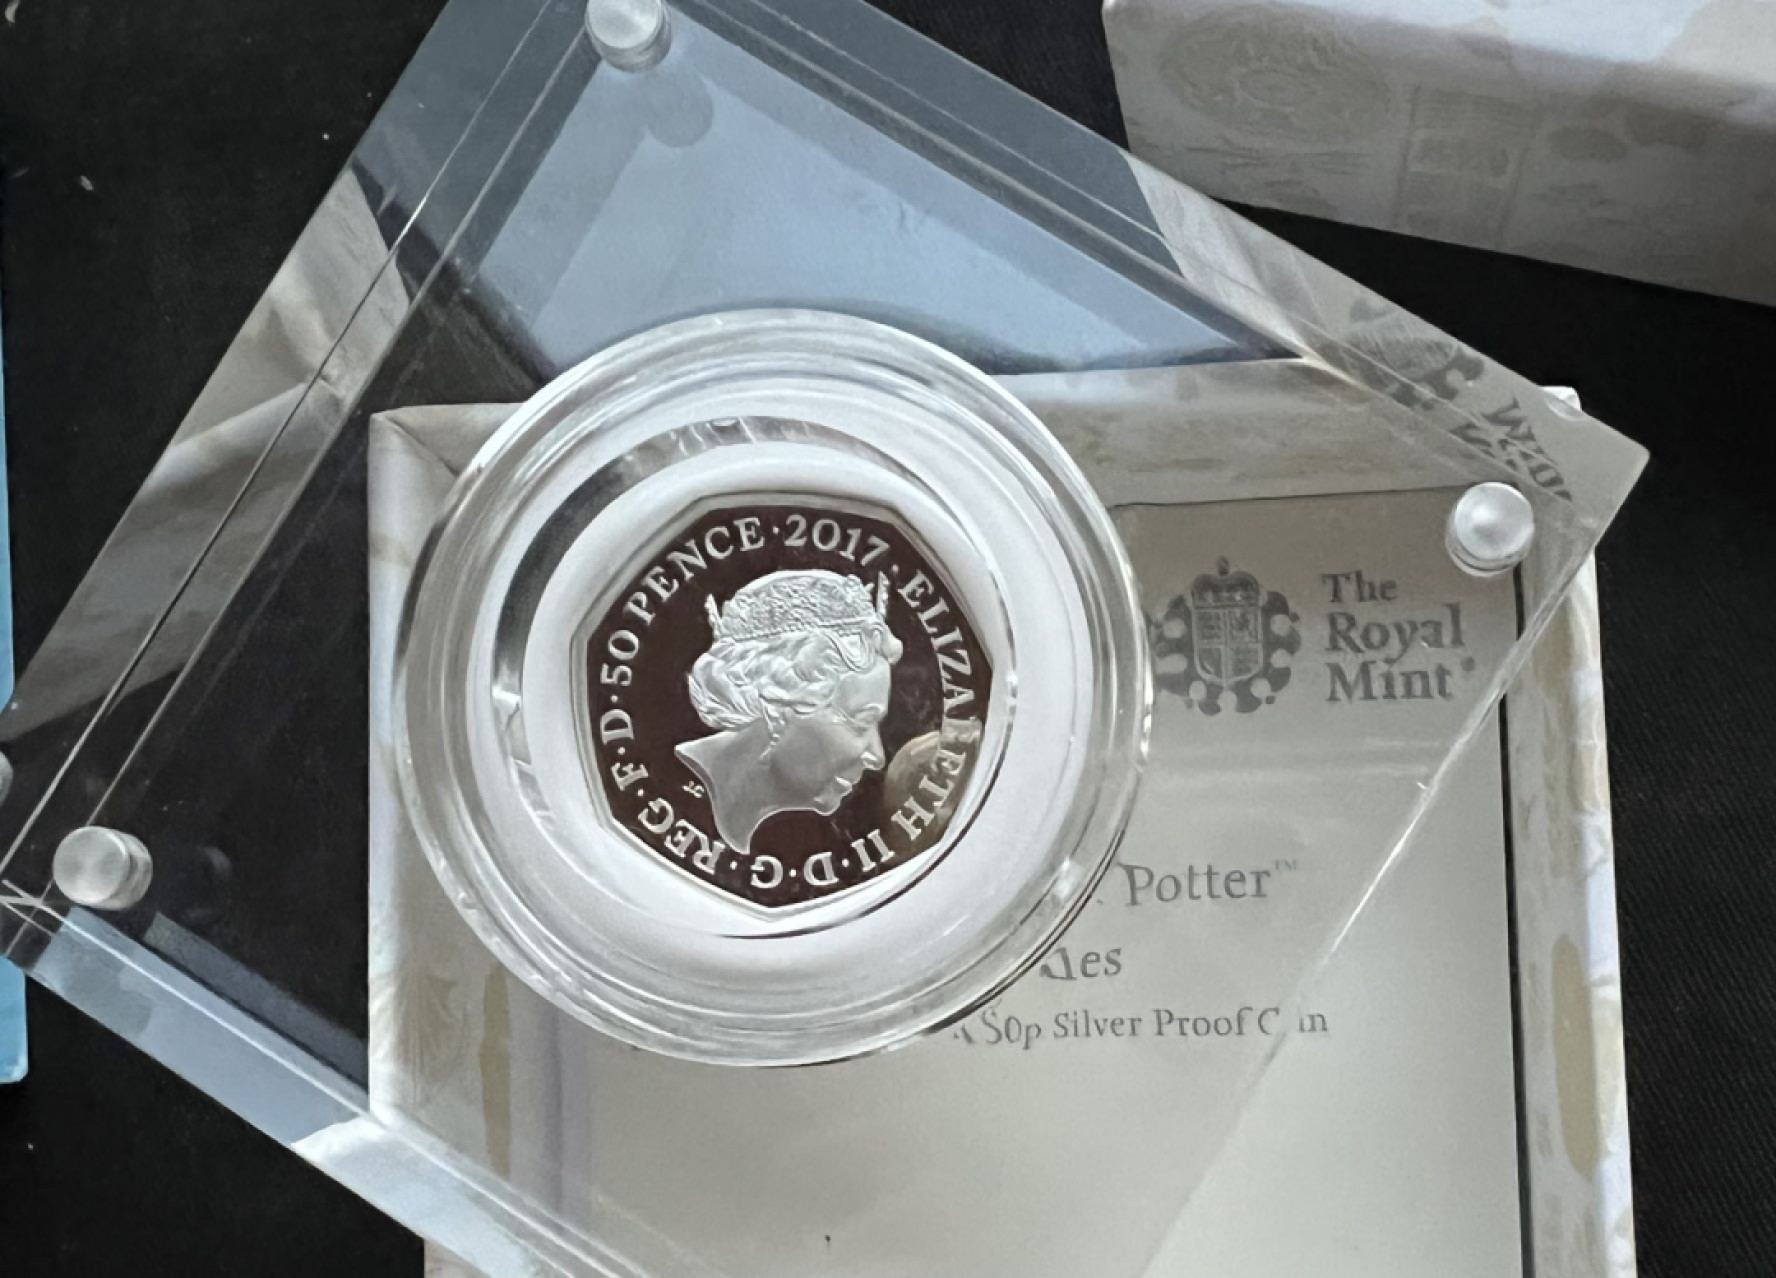 50 PENCE · 2017 · ELIZABETH II · D · G · REG · F · D ·
The
Royal
Mint
Potter™
50p Silver Proof